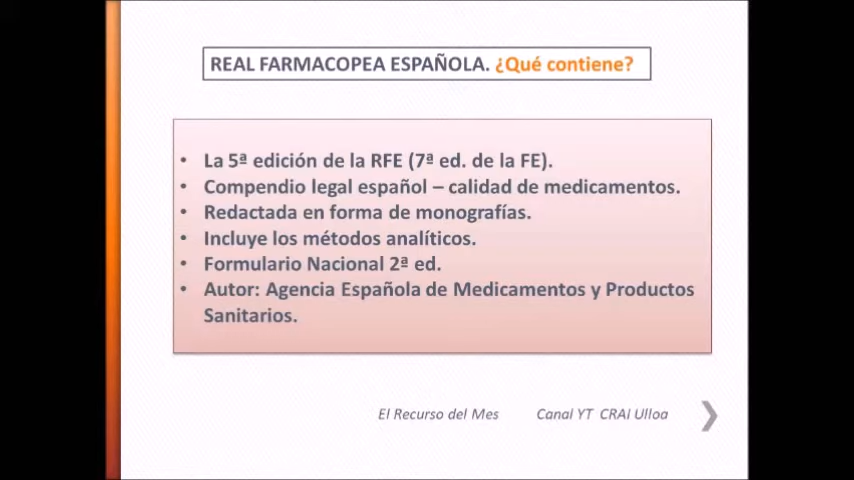 REAL FARMACOPEA ESPAÑOLA. ¿Qué contiene?
• La 5ª edición de la RFE (7ª ed. de la FE).
• Compendio legal español – calidad de medicamentos.
• Redactada en forma de monografías.
• Incluye los métodos analíticos.
• Formulario Nacional 2ª ed.
• Autor: Agencia Española de Medicamentos y Productos
Sanitarios.
El Recurso del Mes Canal YT CRAI Ulloa